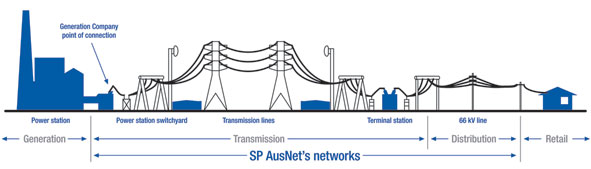 Generation Company
point of connection
Power station
Power station switchyard
Transmission lines
Terminal station
66 kV line
Generation
Transmission
Distribution
Retail
SP AusNet's networks